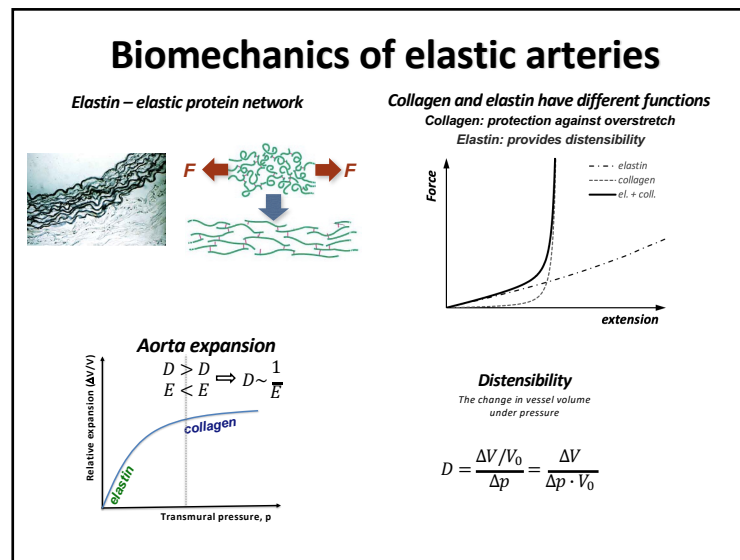 Biomechanics of elastic arteries
Elastin – elastic protein network
F
F
Collagen and elastin have different functions
Collagen: protection against overstretch
Elastin: provides distensibility
Force
elastin
collagen
el. + coll.
extension
Aorta expansion
D > D
E < E
⇨ D~ 1/E
Relative expansion (ΔV/V)
elastin
collagen
Transmural pressure, p
Distensibility
The change in vessel volume
under pressure
D = ΔV/V₀ / Δp = ΔV / Δp · V₀